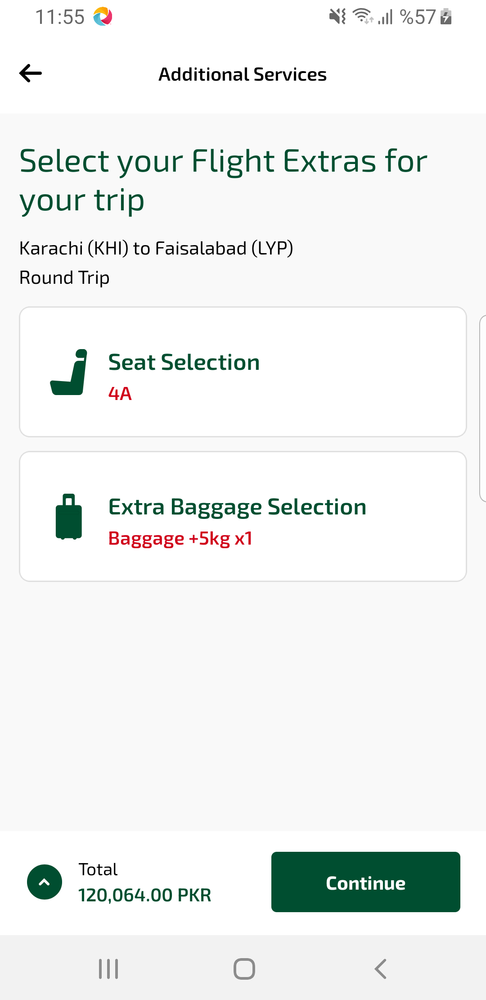 11:55
%57
Additional Services
Select your Flight Extras for
your trip
Karachi (KHI) to Faisalabad (LYP)
Round Trip
Seat Selection
4A
Extra Baggage Selection
Baggage +5kg x1
Total
120,064.00 PKR
Continue